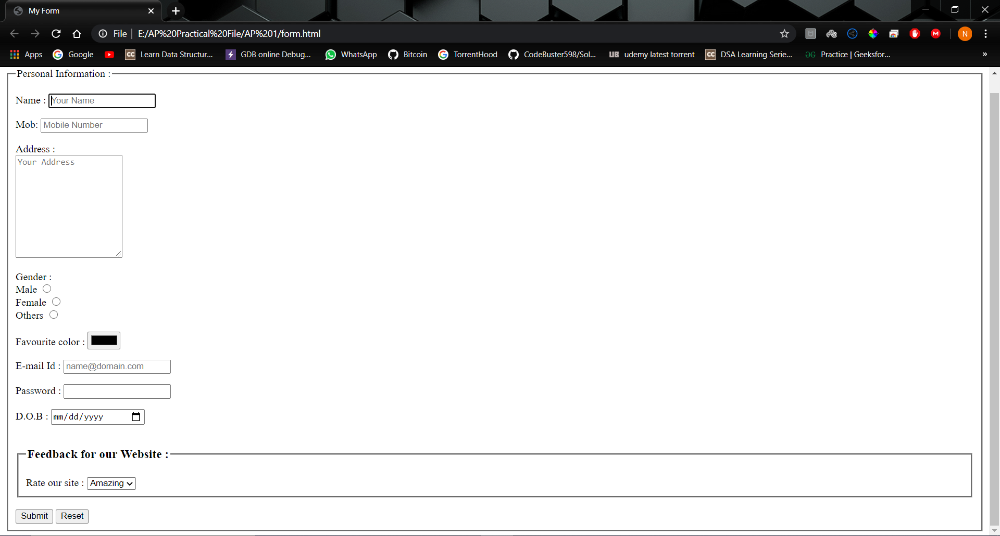 My Form
File E:/AP%20Practical%20File/AP%201/form.html
N
Apps Google CC Learn Data Structur... GDB online Debug... WhatsApp Bitcoin TorrentHood CodeBuster598/Sol... UB udemy latest torrent CC DSA Learning Serie... Practice | Geeksfor... »
Personal Information :
Name : Your Name
Mob: Mobile Number
Address :
Your Address
Gender :
Male
Female
Others
Favourite color :
E-mail Id : name@domain.com
Password :
D.O.B : mm/dd/yyyy
Feedback for our Website :
Rate our site : Amazing
Submit Reset